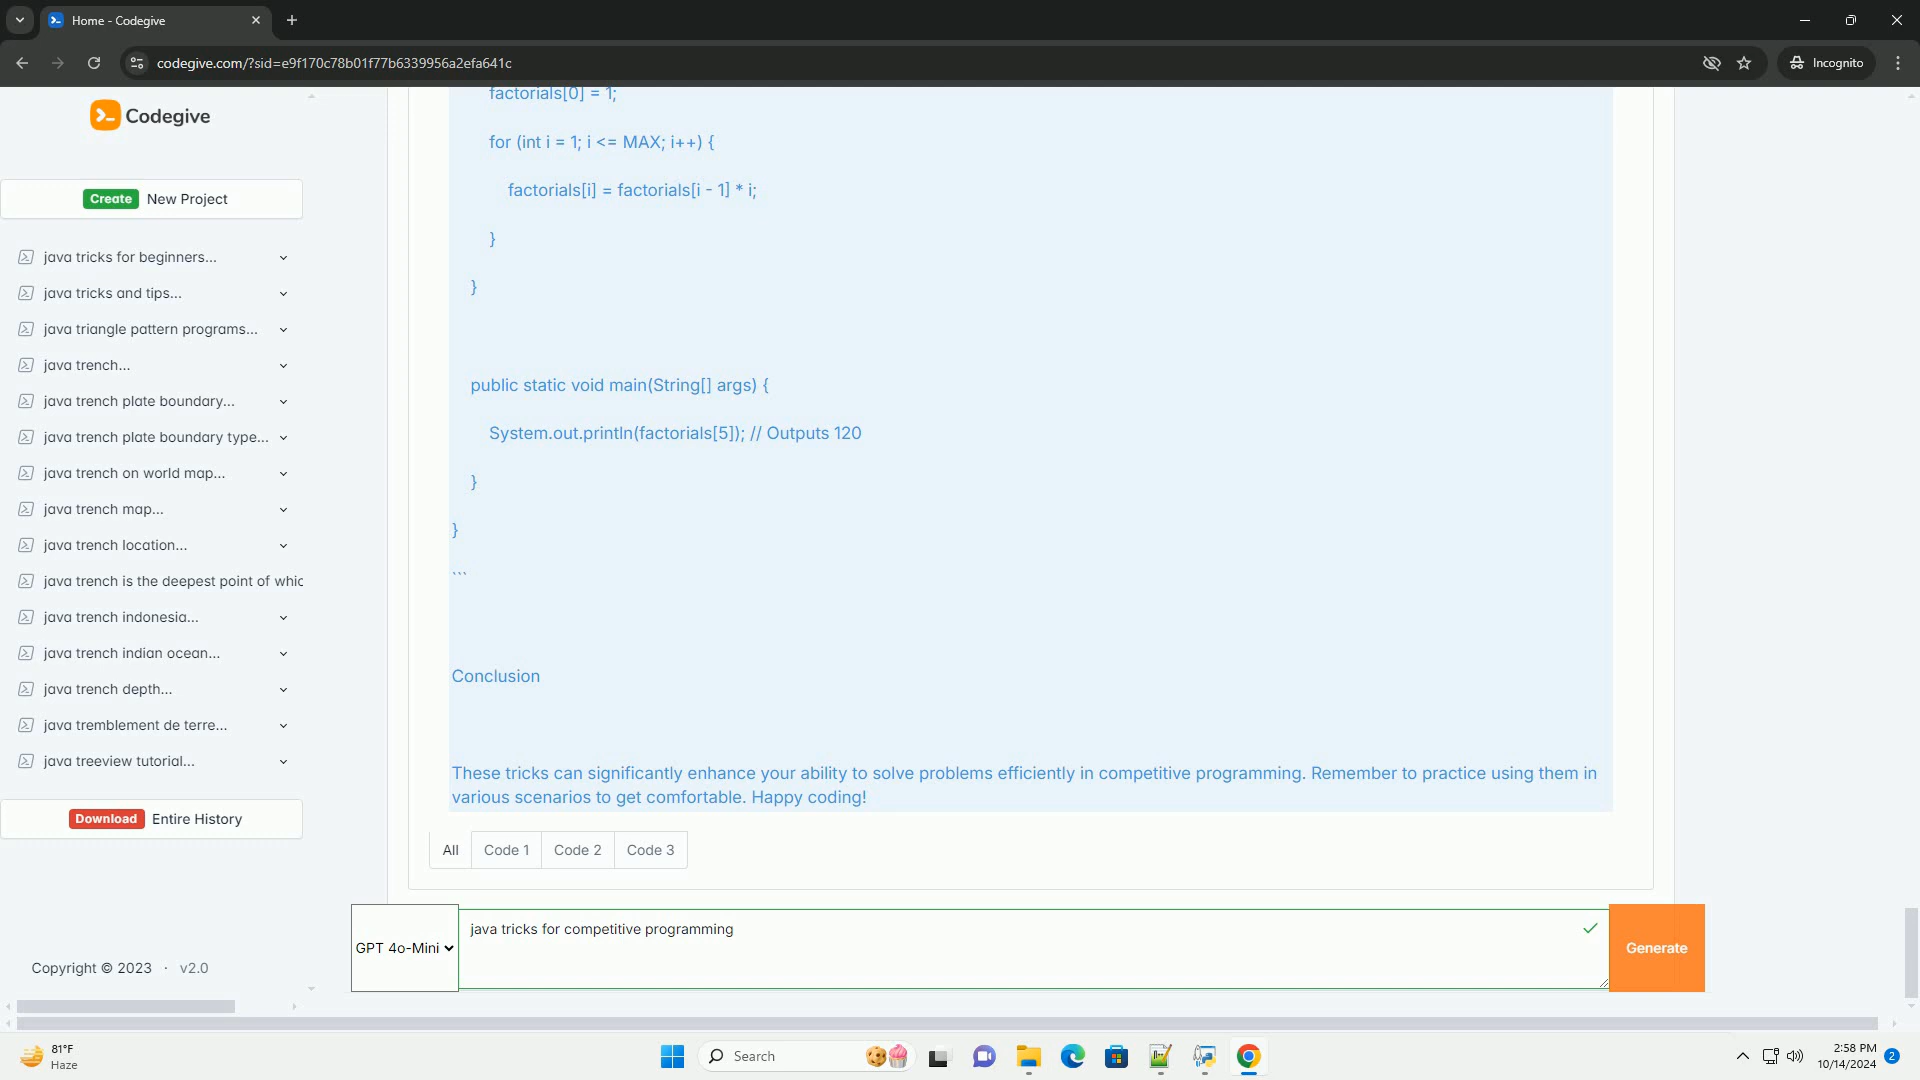 Home - Codegive
codegive.com/?sid=e9f170c78b01f77b6339956a2efa641c
Incognito
Codegive
Create New Project
java tricks for beginners...
java tricks and tips...
java triangle pattern programs...
java trench...
java trench plate boundary...
java trench plate boundary type...
java trench on world map...
java trench map...
java trench location...
java trench is the deepest point of whic
java trench indonesia...
java trench indian ocean...
java trench depth...
java tremblement de terre...
java treeview tutorial...
Download Entire History
Copyright © 2023 · v2.0
factorials[0] = 1;
for (int i = 1; i <= MAX; i++) {
factorials[i] = factorials[i - 1] * i;
}
}
public static void main(String[] args) {
System.out.println(factorials[5]); // Outputs 120
}
}
```
Conclusion
These tricks can significantly enhance your ability to solve problems efficiently in competitive programming. Remember to practice using them in
various scenarios to get comfortable. Happy coding!
All Code 1 Code 2 Code 3
GPT 4o-Mini
java tricks for competitive programming
Generate
81°F
Haze
Search
2:58 PM
10/14/2024
2